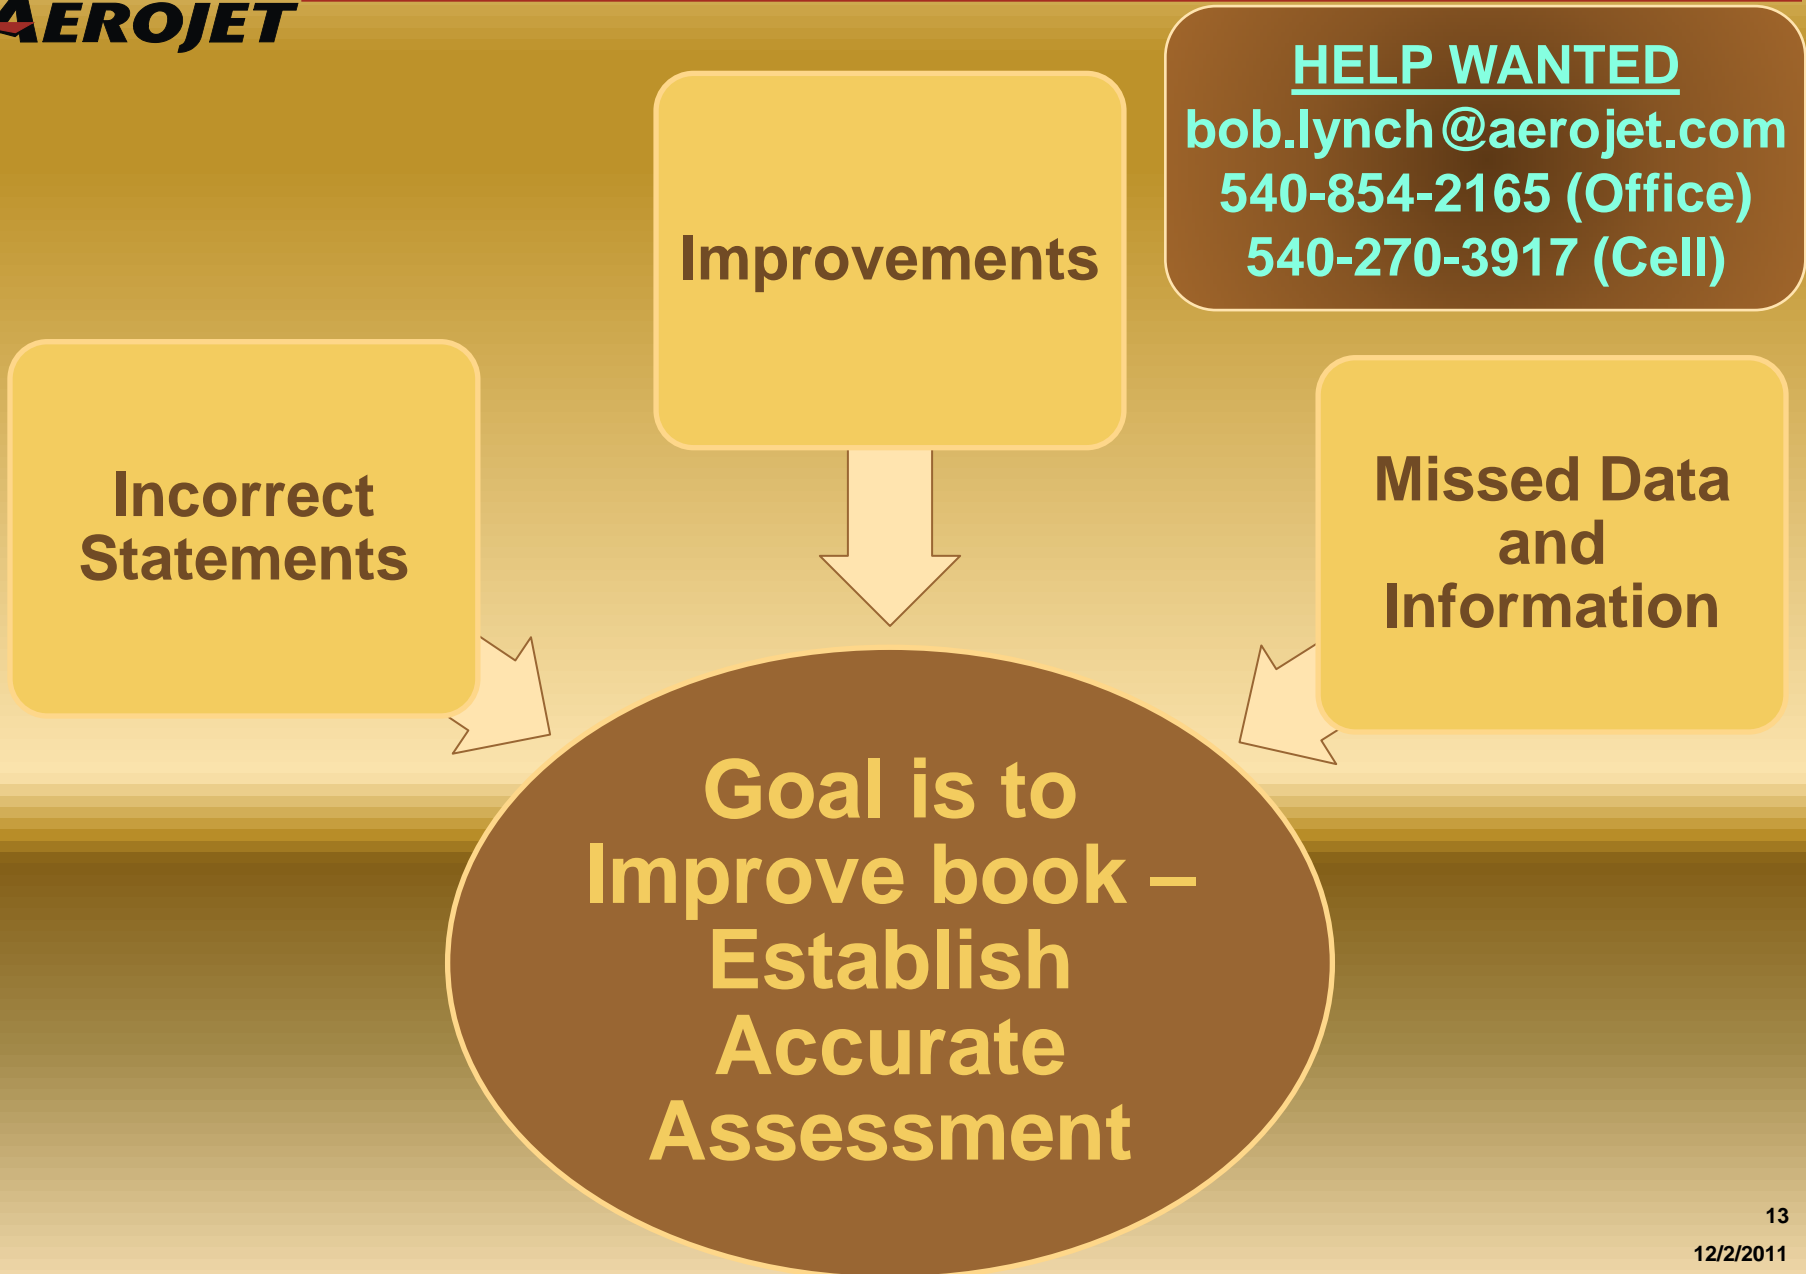 AEROJET
HELP WANTED
bob.lynch@aerojet.com
540-854-2165 (Office)
540-270-3917 (Cell)
Improvements
Incorrect
Statements
Missed Data
and
Information
Goal is to
Improve book –
Establish
Accurate
Assessment
13
12/2/2011